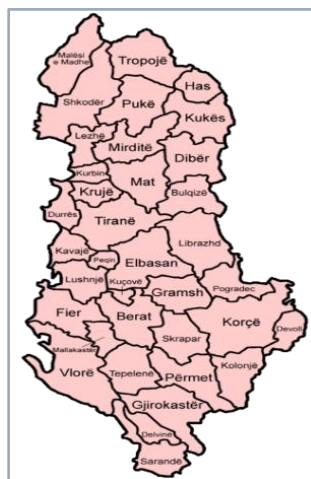 Malësi
e Madhe
Tropojë
Has
Shkodër
Pukë
Kukës
Lezhë
Mirditë
Dibër
Kurbin
Mat
Krujë
Bulqizë
Durrës
Tiranë
Librazhd
Kavajë
Peqin
Elbasan
Lushnjë
Kuçovë
Gramsh
Pogradec
Fier
Berat
Korçë
Devoll
Skrapar
Mallakastër
Kolonjë
Vlorë
Tepelenë
Përmet
Gjirokastër
Delvinë
Sarandë